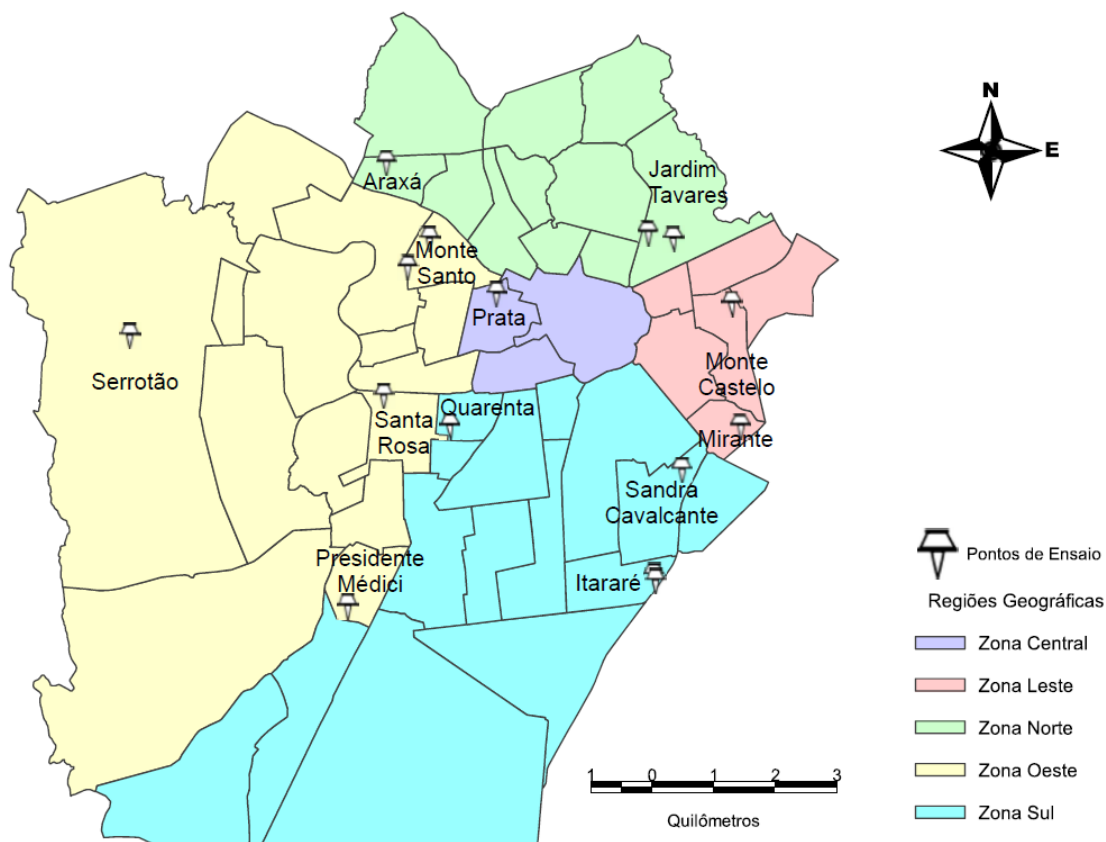 N
E
Jardim
Tavares
Araxá
Monte
Santo
Prata
Serrotão
Monte
Castelo
Quarenta
Santa
Rosa
Mirante
Sandra
Cavalcante
Presidente
Médici
Itararé
Pontos de Ensaio
Regiões Geográficas
Zona Central
Zona Leste
Zona Norte
Zona Oeste
Zona Sul
1 0 1 2 3
Quilômetros